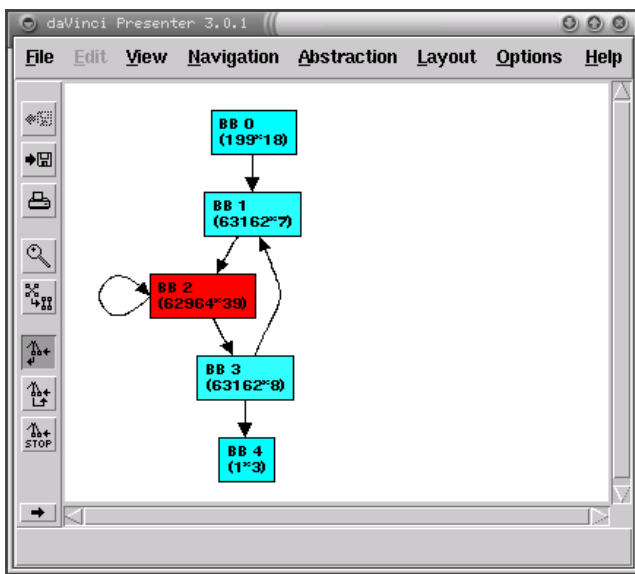 daVinci Presenter 3.0.1
File Edit View Navigation Abstraction Layout Options Help
BB 0
(199*18)
BB 1
(63162*7)
BB 2
(62964*39)
BB 3
(63162*8)
BB 4
(1*3)
STOP